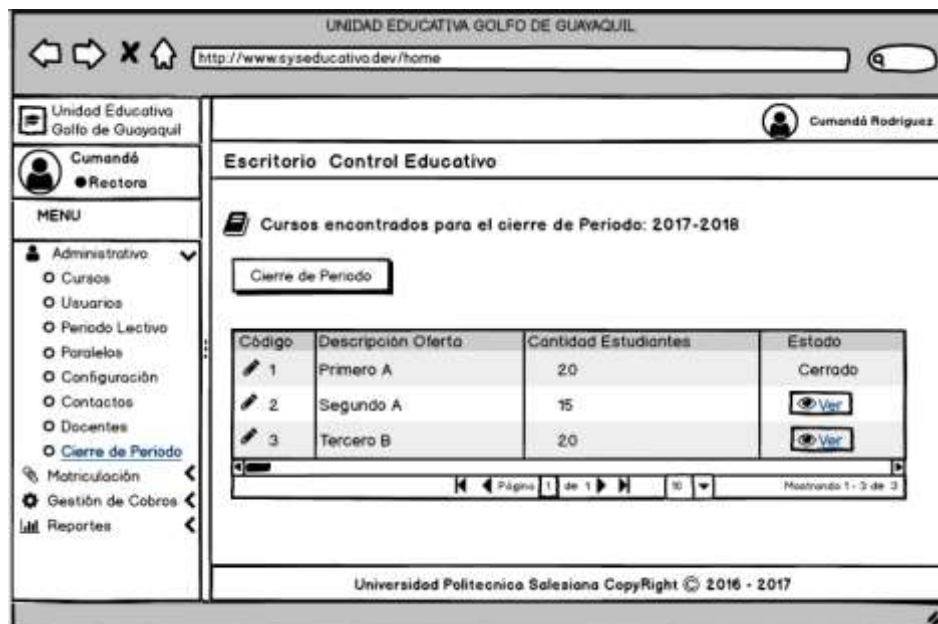 UNIDAD EDUCATIVA GOLFO DE GUAYAQUIL
http://www.syseducativo.dev/home
Unidad Educativa
Golfo de Guayaquil
Cumandá Rodriguez
Cumandá
Rectora
Escritorio Control Educativo
MENU
Administrativo
Cursos
Usuarios
Periodo Lectivo
Paralelos
Configuración
Contactos
Docentes
Cierre de Periodo
Matriculación
Gestión de Cobros
Reportes
Cursos encontrados para el cierre de Periodo: 2017-2018
Cierre de Periodo
Código Descripción Oferta Cantidad Estudiantes Estado
1 Primero A 20 Cerrado
2 Segundo A 15 Ver
3 Tercero B 20 Ver
Página 1 de 1 10 Mostrando 1 - 3 de 3
Universidad Politecnica Salesiana CopyRight © 2016 - 2017